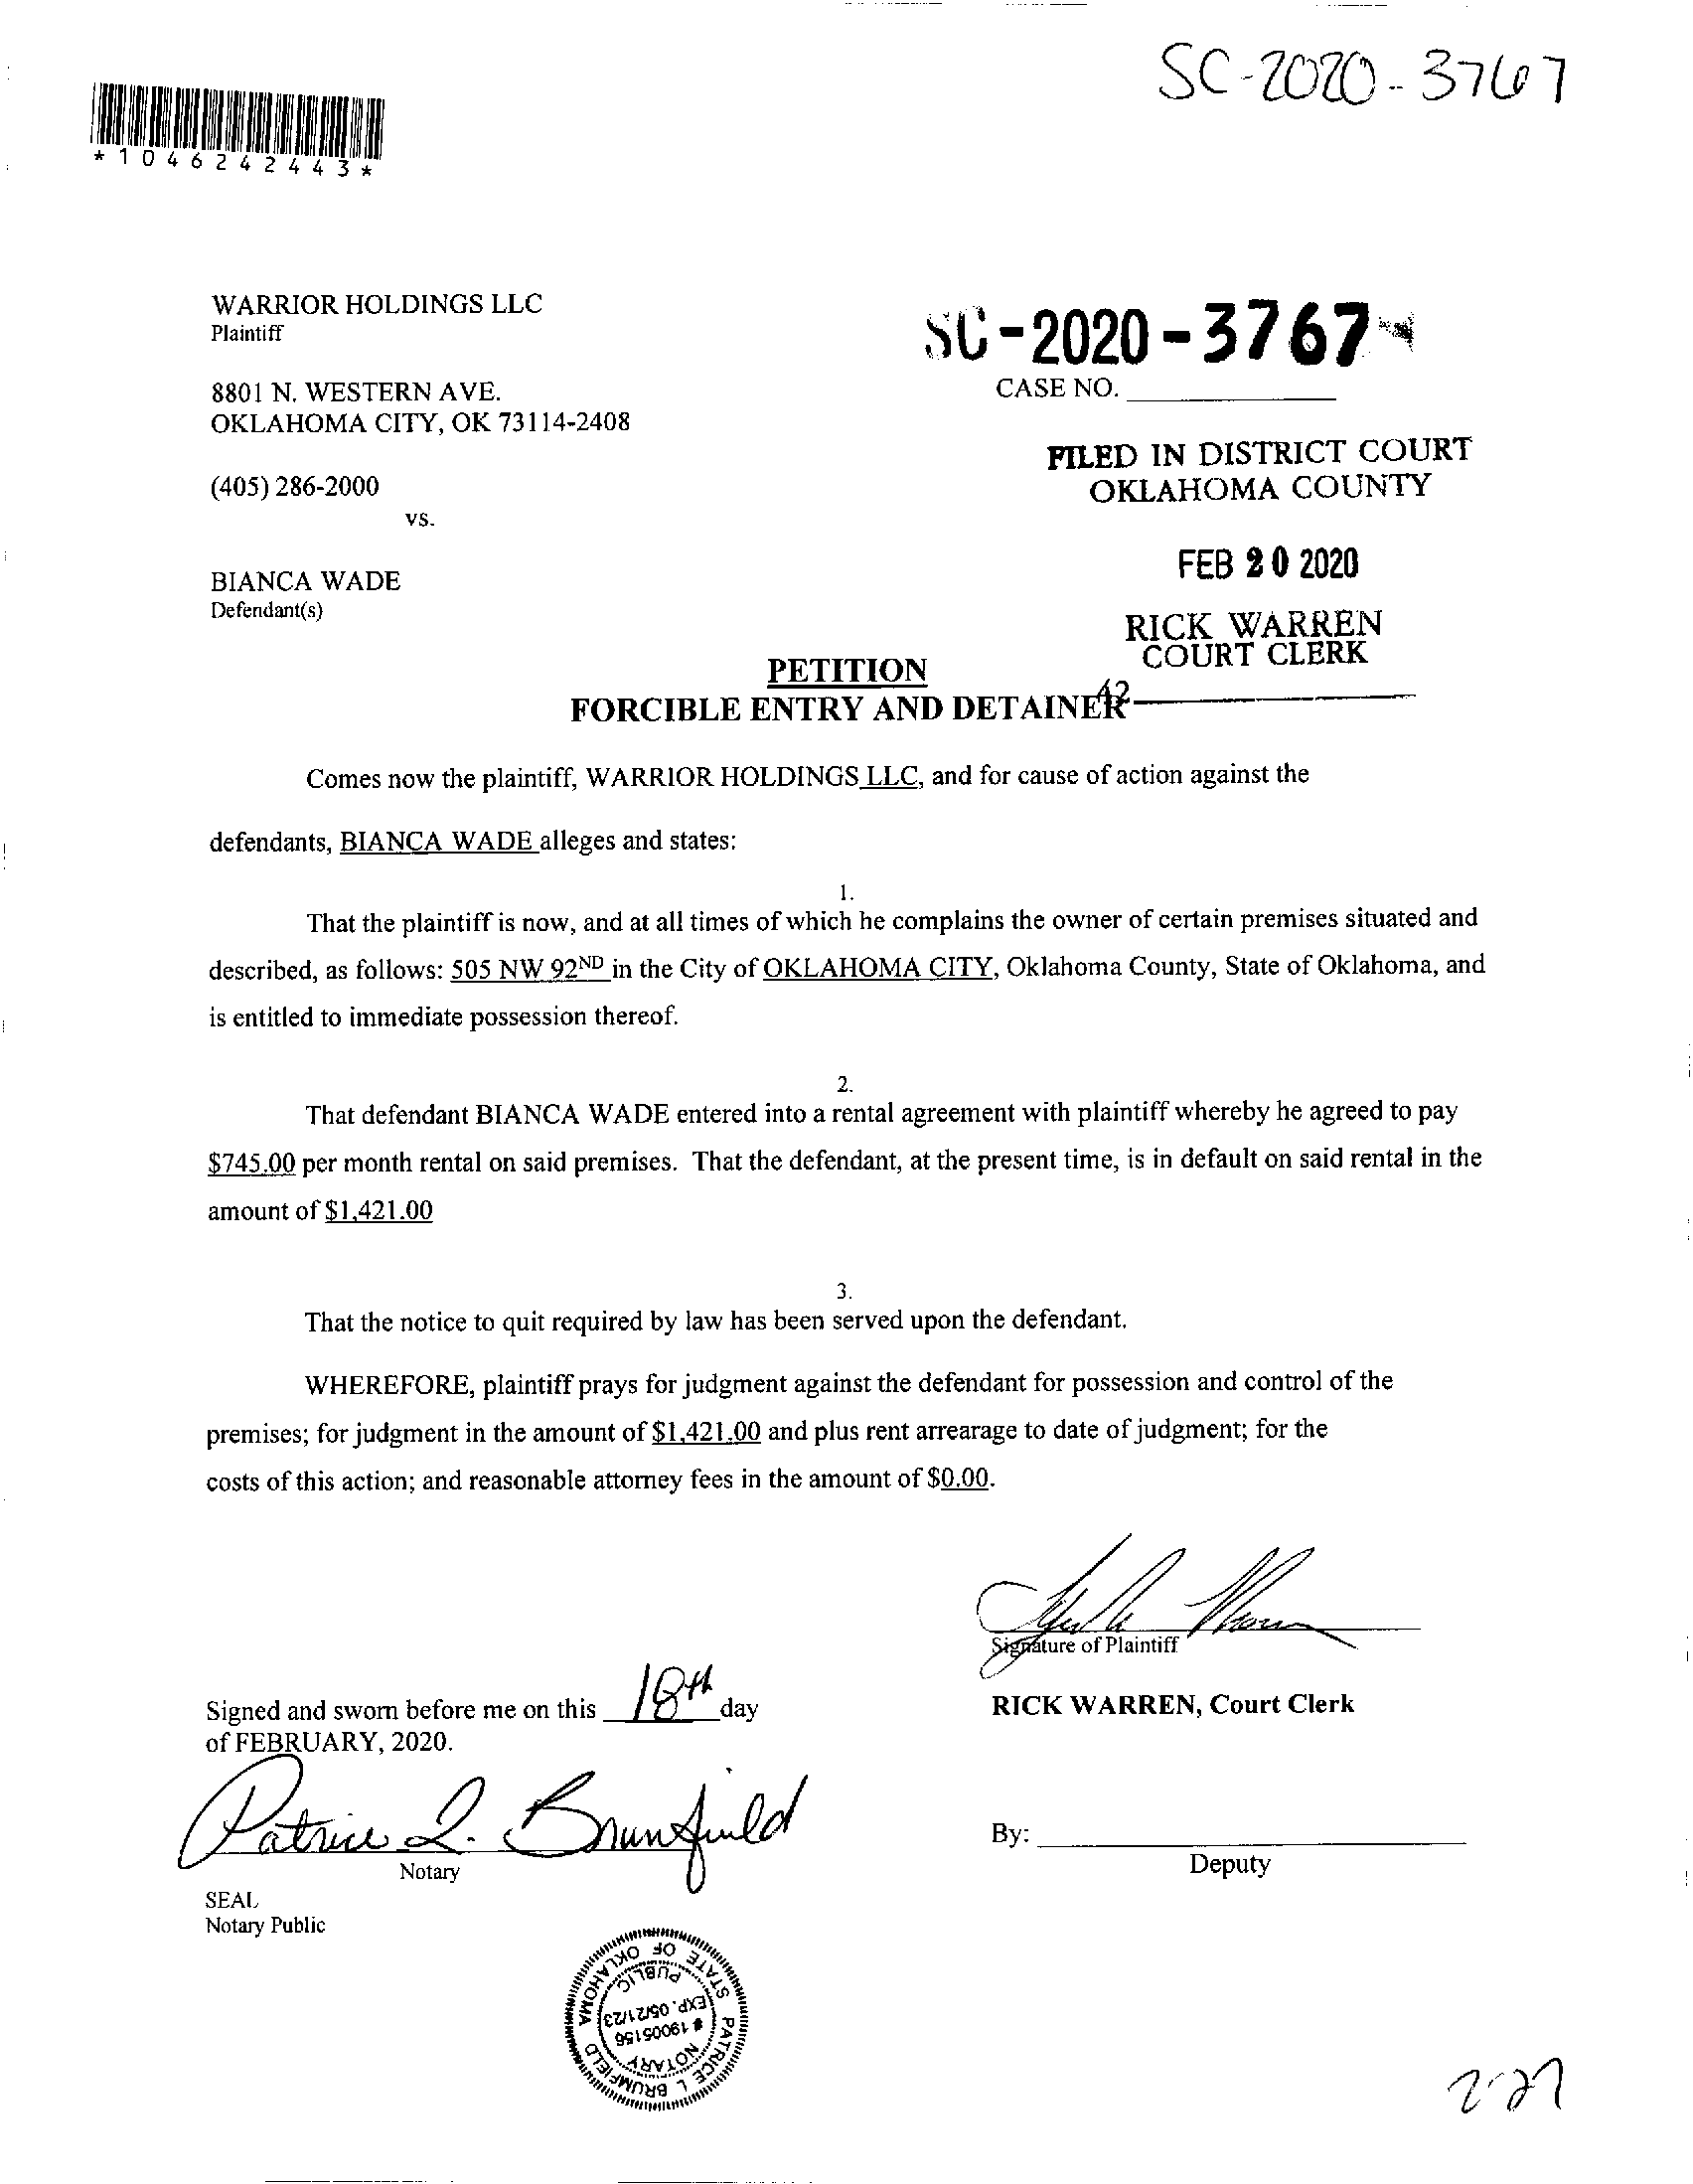 SC-2020-3767
*1046242443*
WARRIOR HOLDINGS LLC
Plaintiff
SC-2020-3767
8801 N. WESTERN AVE.
CASE NO.
OKLAHOMA CITY, OK 73114-2408
FILED IN DISTRICT COURT
OKLAHOMA COUNTY
(405) 286-2000
vs.
FEB 20 2020
BIANCA WADE
Defendant(s)
RICK WARREN
COURT CLERK
PETITION
42
FORCIBLE ENTRY AND DETAINER
Comes now the plaintiff, WARRIOR HOLDINGS LLC, and for cause of action against the
defendants, BIANCA WADE alleges and states:
1.
That the plaintiff is now, and at all times of which he complains the owner of certain premises situated and
described, as follows: 505 NW 92ND in the City of OKLAHOMA CITY, Oklahoma County, State of Oklahoma, and
is entitled to immediate possession thereof.
2.
That defendant BIANCA WADE entered into a rental agreement with plaintiff whereby he agreed to pay
$745.00 per month rental on said premises. That the defendant, at the present time, is in default on said rental in the
amount of $1,421.00
3.
That the notice to quit required by law has been served upon the defendant.
WHEREFORE, plaintiff prays for judgment against the defendant for possession and control of the
premises; for judgment in the amount of $1,421.00 and plus rent arrearage to date of judgment; for the
costs of this action; and reasonable attorney fees in the amount of $0.00.
Signature of Plaintiff
Signed and sworn before me on this 18th day
of FEBRUARY, 2020.
RICK WARREN, Court Clerk
Patrice L. Brumfield
Notary
By:
Deputy
SEAL
Notary Public
PATRICE L BRUMFIELD
STATE OF OKLAHOMA
NOTARY
# 19005156
EXP. 05/21/23
PUBLIC
2-27